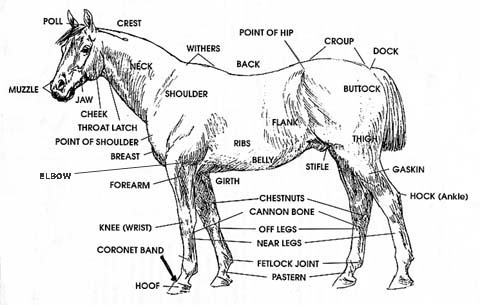 POLL
CREST
WITHERS
POINT OF HIP
CROUP
DOCK
BACK
NECK
MUZZLE
JAW
SHOULDER
BUTTOCK
CHEEK
THROAT LATCH
FLANK
POINT OF SHOULDER
RIBS
THIGH
BREAST
BELLY
STIFLE
GASKIN
ELBOW
FOREARM
GIRTH
CHESTNUTS
HOCK (Ankle)
CANNON BONE
KNEE (WRIST)
OFF LEGS
NEAR LEGS
CORONET BAND
FETLOCK JOINT
PASTERN
HOOF